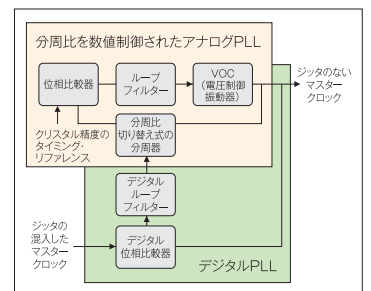 分周比を数値制御されたアナログPLL
位相比較器
ループ
フィルター
VOC
(電圧制御
振動器)
ジッタのない
マスター
クロック
クリスタル精度の
タイミング・
リファレンス
分周比
切り替え式の
分周器
デジタル
ループ
フィルター
ジッタの
混入した
マスター
クロック
デジタル
位相比較器
デジタルPLL